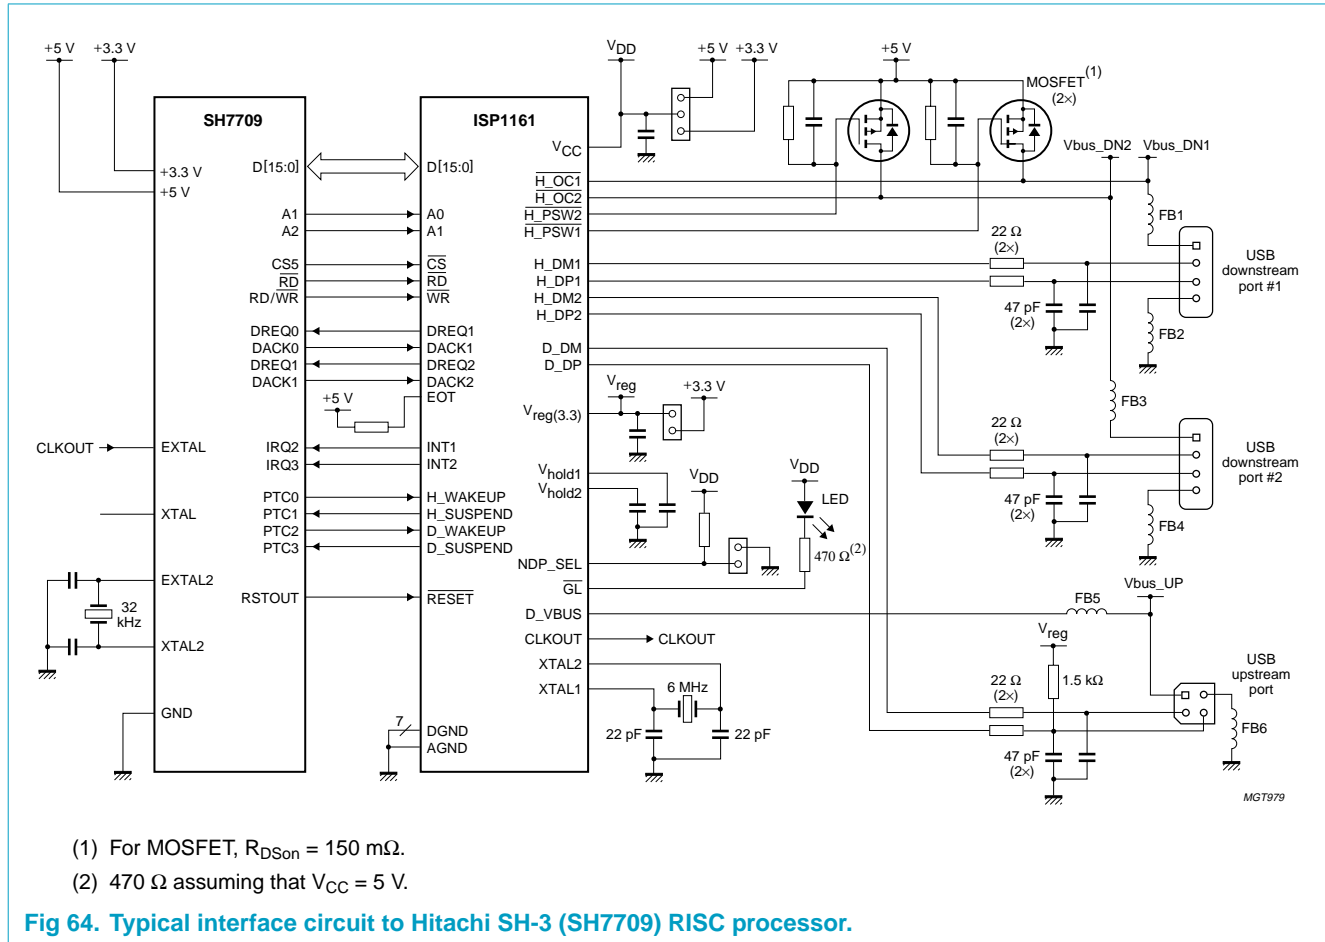 +5 V
+3.3 V
SH7709
+3.3 V
+5 V
D[15:0]
A1
A2
CS5
RD
RD/WR
DREQ0
DACK0
DREQ1
DACK1
CLKOUT
EXTAL
IRQ2
IRQ3
PTC0
PTC1
PTC2
PTC3
XTAL
EXTAL2
32
kHz
XTAL2
RSTOUT
GND
ISP1161
D[15:0]
A0
A1
CS
RD
WR
DREQ1
DACK1
DREQ2
DACK2
+5 V
EOT
INT1
INT2
H_WAKEUP
H_SUSPEND
D_WAKEUP
D_SUSPEND
RESET
7
DGND
AGND
VCC
H_OC1
H_OC2
H_PSW2
H_PSW1
H_DM1
H_DP1
H_DM2
H_DP2
D_DM
D_DP
Vreg(3.3)
Vhold1
Vhold2
NDP_SEL
GL
D_VBUS
CLKOUT
XTAL2
XTAL1
VDD
+5 V
+3.3 V
+5 V
MOSFET(1)
(2×)
Vbus_DN2
Vbus_DN1
FB1
22 Ω
(2×)
USB
downstream
port #1
47 pF
(2×)
FB2
Vreg
+3.3 V
FB3
VDD
VDD
LED
470 Ω(2)
22 Ω
(2×)
USB
downstream
port #2
47 pF
(2×)
FB4
Vbus_UP
FB5
CLKOUT
Vreg
1.5 kΩ
USB
upstream
port
6 MHz
22 pF
22 pF
22 Ω
(2×)
FB6
47 pF
(2×)
MGT979
(1) For MOSFET, RDSon = 150 mΩ.
(2) 470 Ω assuming that VCC = 5 V.
Fig 64. Typical interface circuit to Hitachi SH-3 (SH7709) RISC processor.